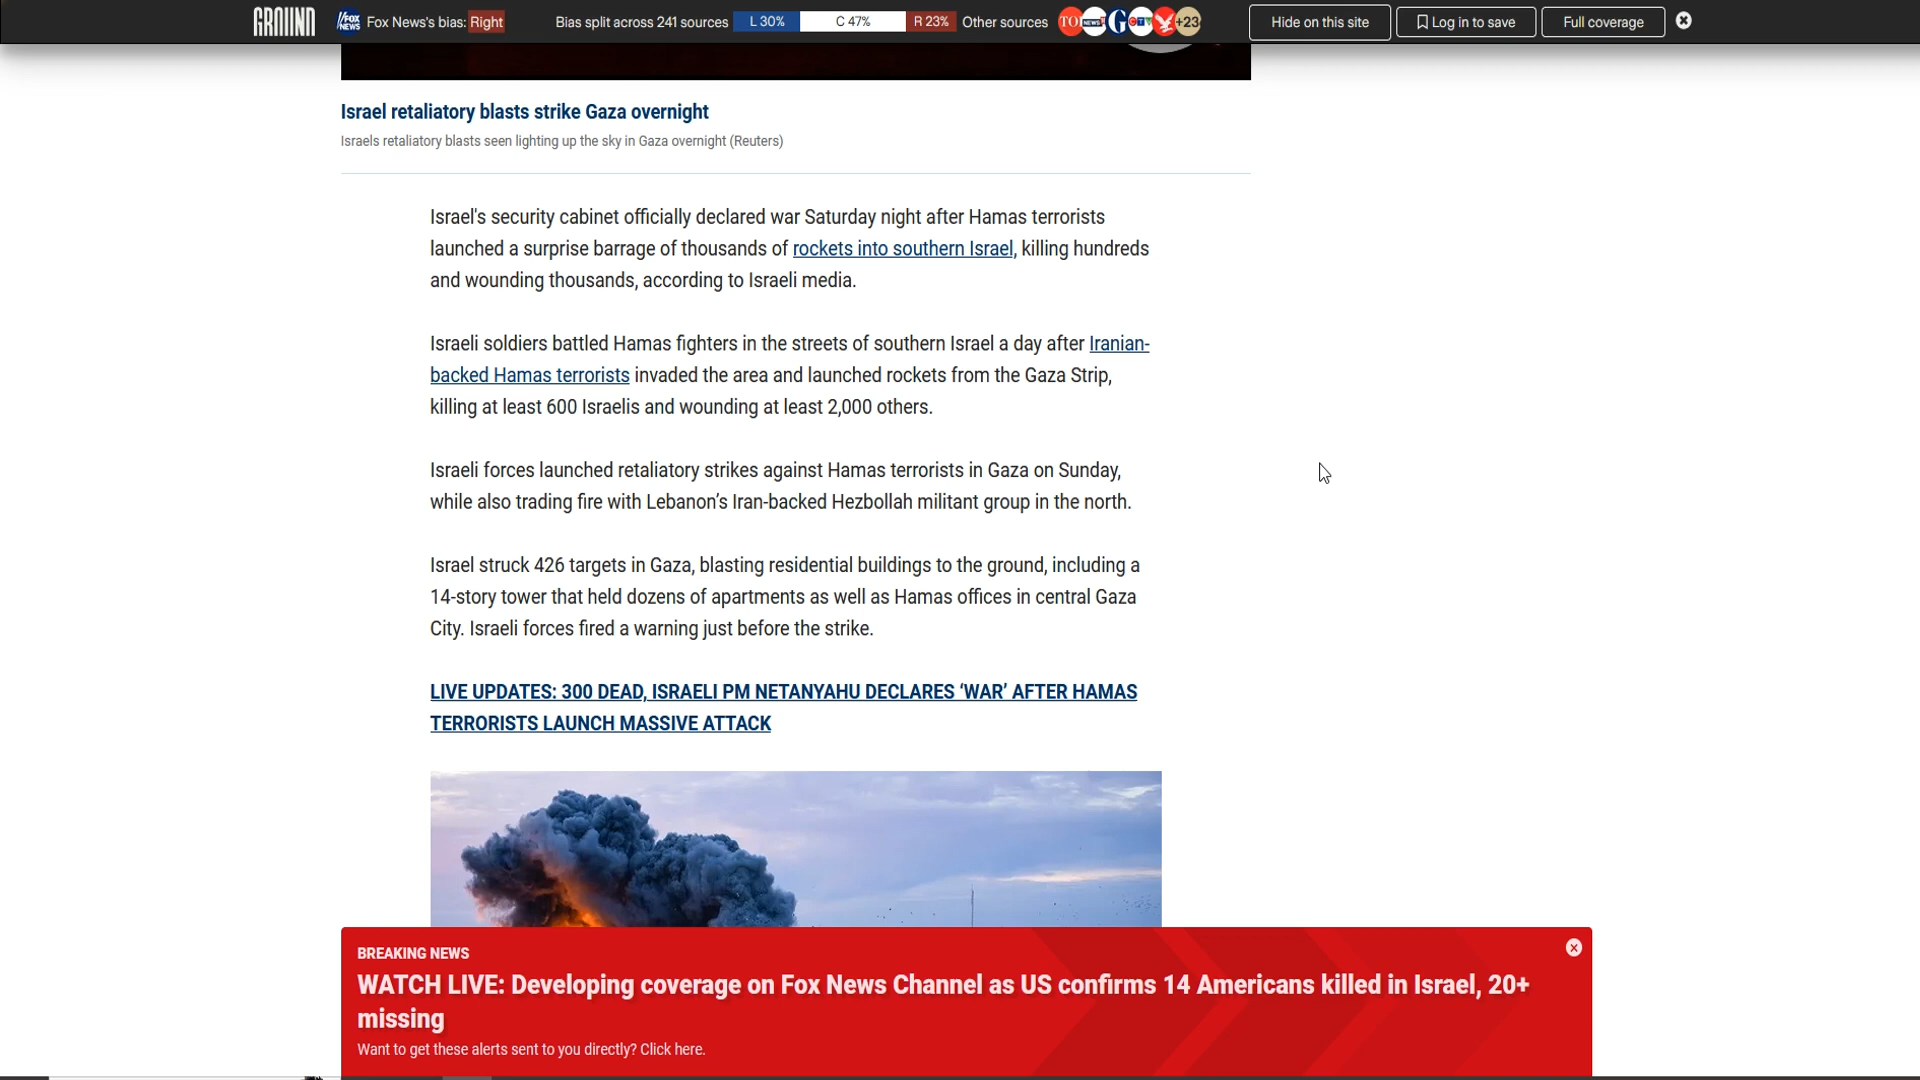 GROUND FOX NEWS Fox News's bias: Right Bias split across 241 sources L 30% C 47% R 23% Other sources TO NEWS G CTV +23 Hide on this site Log in to save Full coverage
Israel retaliatory blasts strike Gaza overnight
Israels retaliatory blasts seen lighting up the sky in Gaza overnight (Reuters)
Israel's security cabinet officially declared war Saturday night after Hamas terrorists
launched a surprise barrage of thousands of rockets into southern Israel, killing hundreds
and wounding thousands, according to Israeli media.
Israeli soldiers battled Hamas fighters in the streets of southern Israel a day after Iranian-
backed Hamas terrorists invaded the area and launched rockets from the Gaza Strip,
killing at least 600 Israelis and wounding at least 2,000 others.
Israeli forces launched retaliatory strikes against Hamas terrorists in Gaza on Sunday,
while also trading fire with Lebanon’s Iran-backed Hezbollah militant group in the north.
Israel struck 426 targets in Gaza, blasting residential buildings to the ground, including a
14-story tower that held dozens of apartments as well as Hamas offices in central Gaza
City. Israeli forces fired a warning just before the strike.
LIVE UPDATES: 300 DEAD, ISRAELI PM NETANYAHU DECLARES ‘WAR’ AFTER HAMAS
TERRORISTS LAUNCH MASSIVE ATTACK
BREAKING NEWS
WATCH LIVE: Developing coverage on Fox News Channel as US confirms 14 Americans killed in Israel, 20+
missing
Want to get these alerts sent to you directly? Click here.